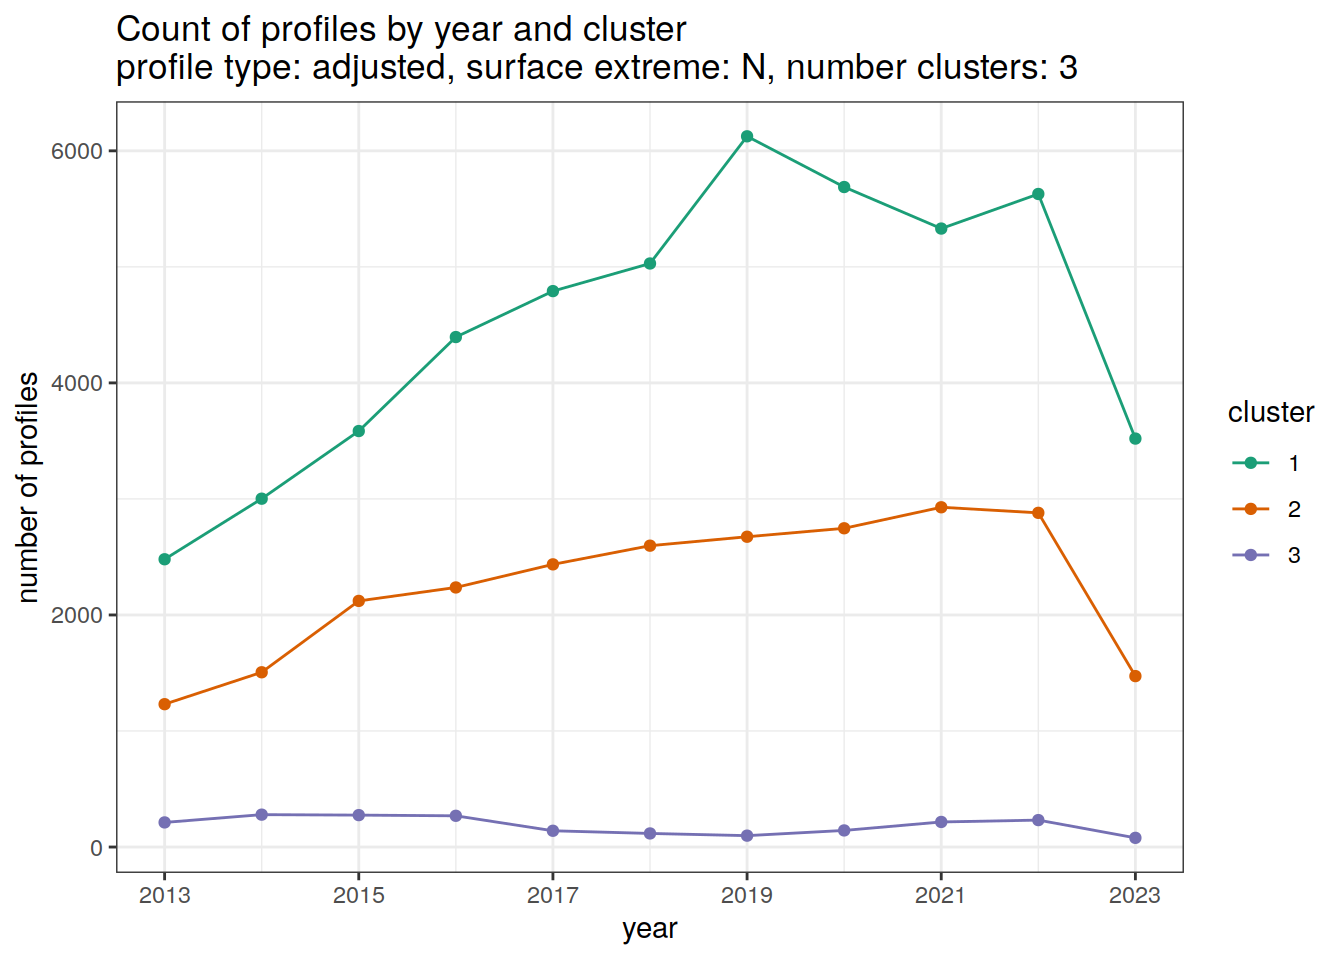 Count of profiles by year and cluster
profile type: adjusted, surface extreme: N, number clusters: 3
6000
4000
2000
0
number of profiles
2013 2015 2017 2019 2021 2023
year
cluster
1
2
3